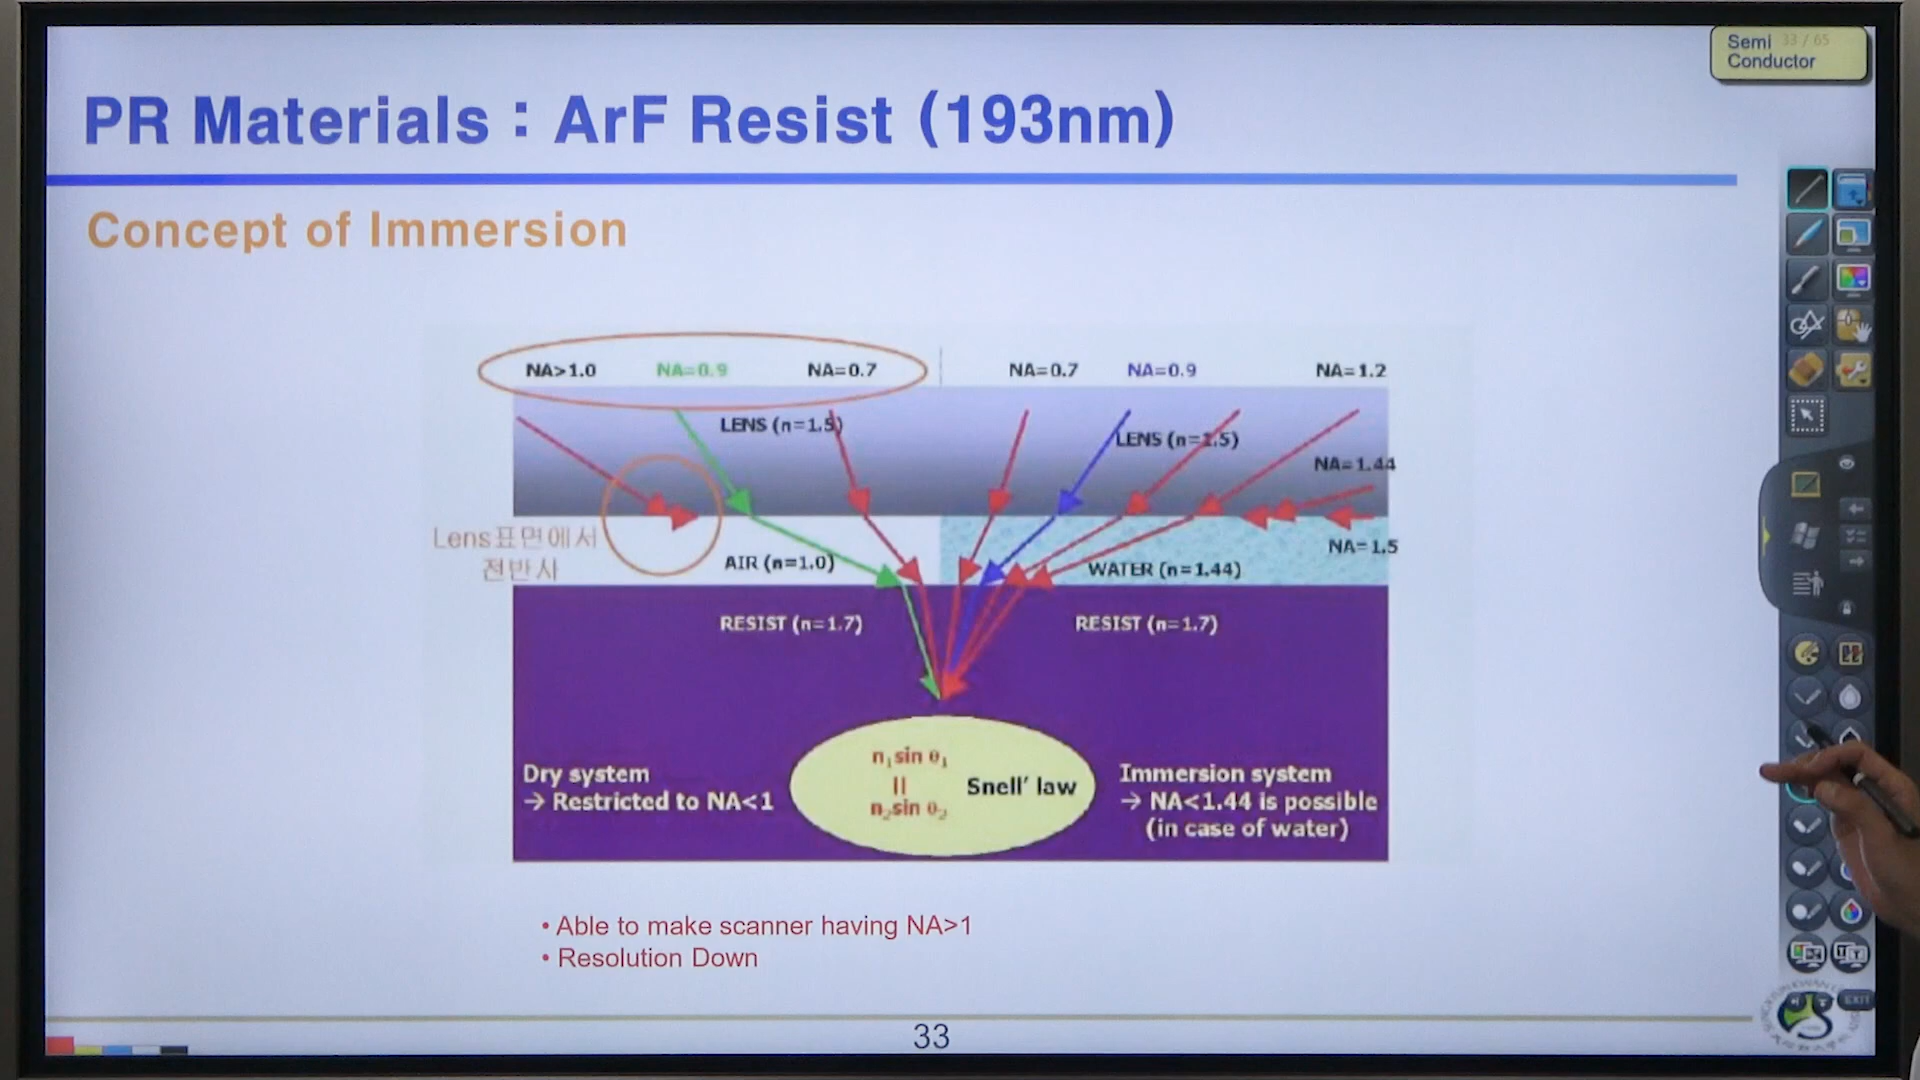 Semi 33 / 65
Conductor
PR Materials : ArF Resist (193nm)
Concept of Immersion
NA>1.0 NA=0.9 NA=0.7 NA=0.7 NA=0.9 NA=1.2
LENS (n=1.5) LENS (n=1.5)
NA=1.44
Lens표면에서
전반사
AIR (n=1.0) WATER (n=1.44) NA=1.5
RESIST (n=1.7) RESIST (n=1.7)
Dry system
→ Restricted to NA<1
n₁sin θ₁
=
n₂sin θ₂
Snell' law
Immersion system
→ NA<1.44 is possible
(in case of water)
• Able to make scanner having NA>1
• Resolution Down
33
EXIT